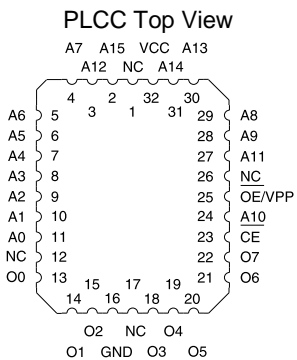 PLCC Top View
A7 A15 VCC A13
A12 NC A14
4 2 32 30
3 1 31
A6 5 29 A8
A5 6 28 A9
A4 7 27 A11
A3 8 26 NC
A2 9 25 OE/VPP
A1 10 24 A10
A0 11 23 CE
NC 12 22 O7
O0 13 21 O6
15 17 19
14 16 18 20
O2 NC O4
O1 GND O3 O5